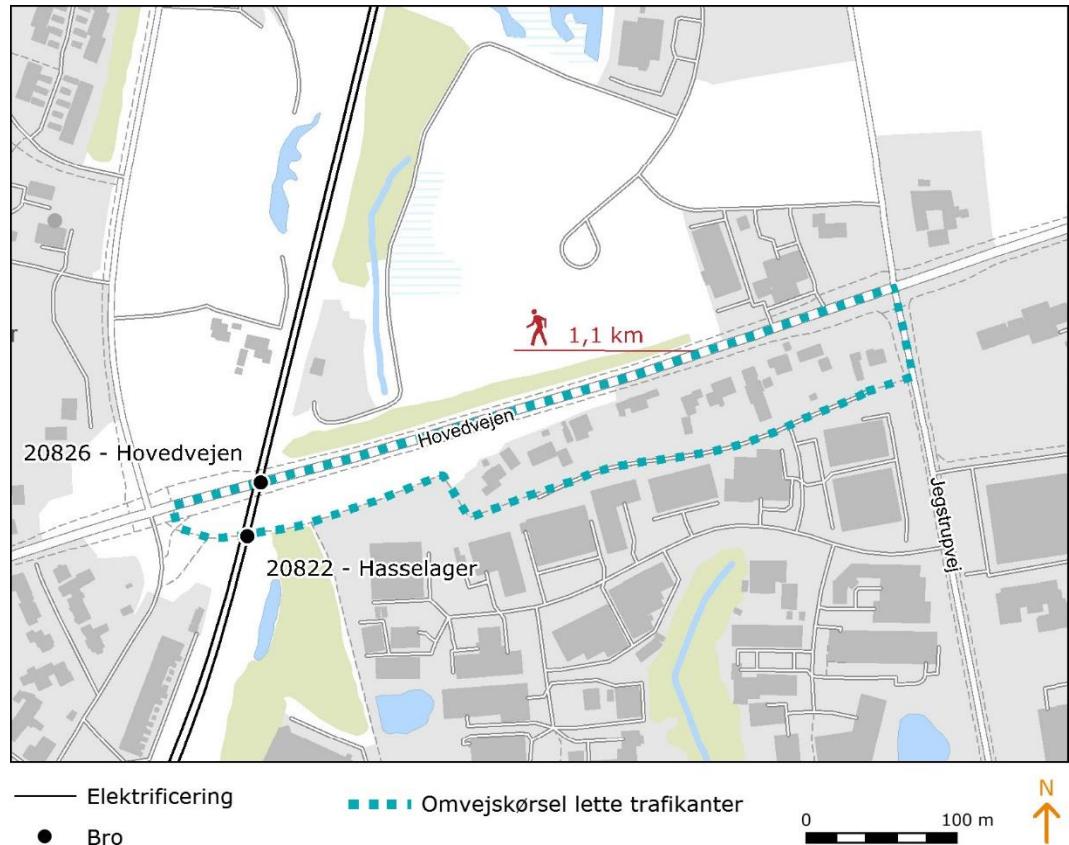 1,1 km
Hovedvejen
20826 - Hovedvejen
Jegstrupvej
20822 - Hasselager
r
Elektrificering
Omvejskørsel lette trafikanter
N
Bro
0 100 m